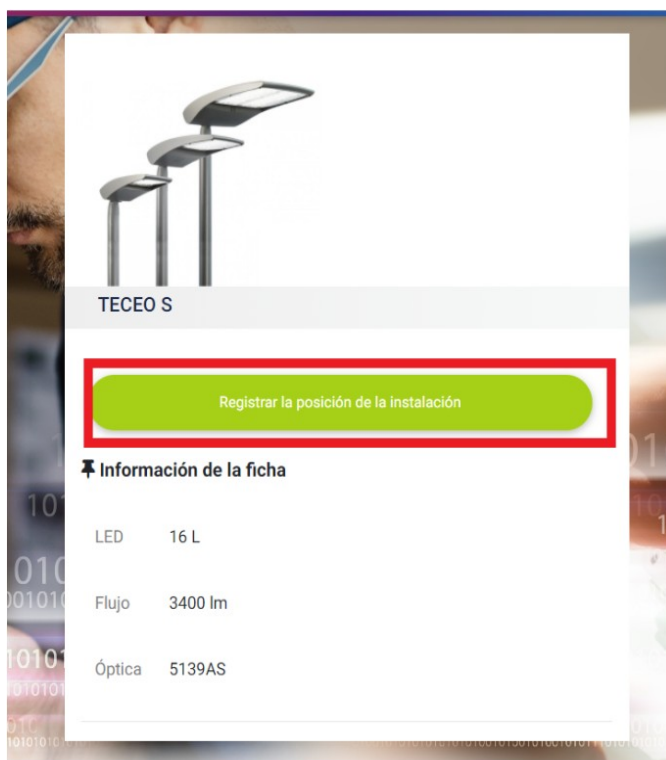 TECEO S
Registrar la posición de la instalación
Información de la ficha
LED 16 L
Flujo 3400 lm
Óptica 5139AS